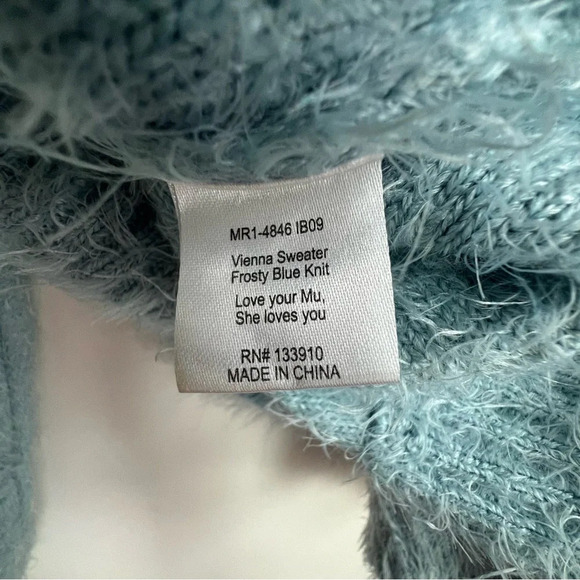 MR1-4846 IB09
Vienna Sweater
Frosty Blue Knit
Love your Mu,
She loves you
RN# 133910
MADE IN CHINA